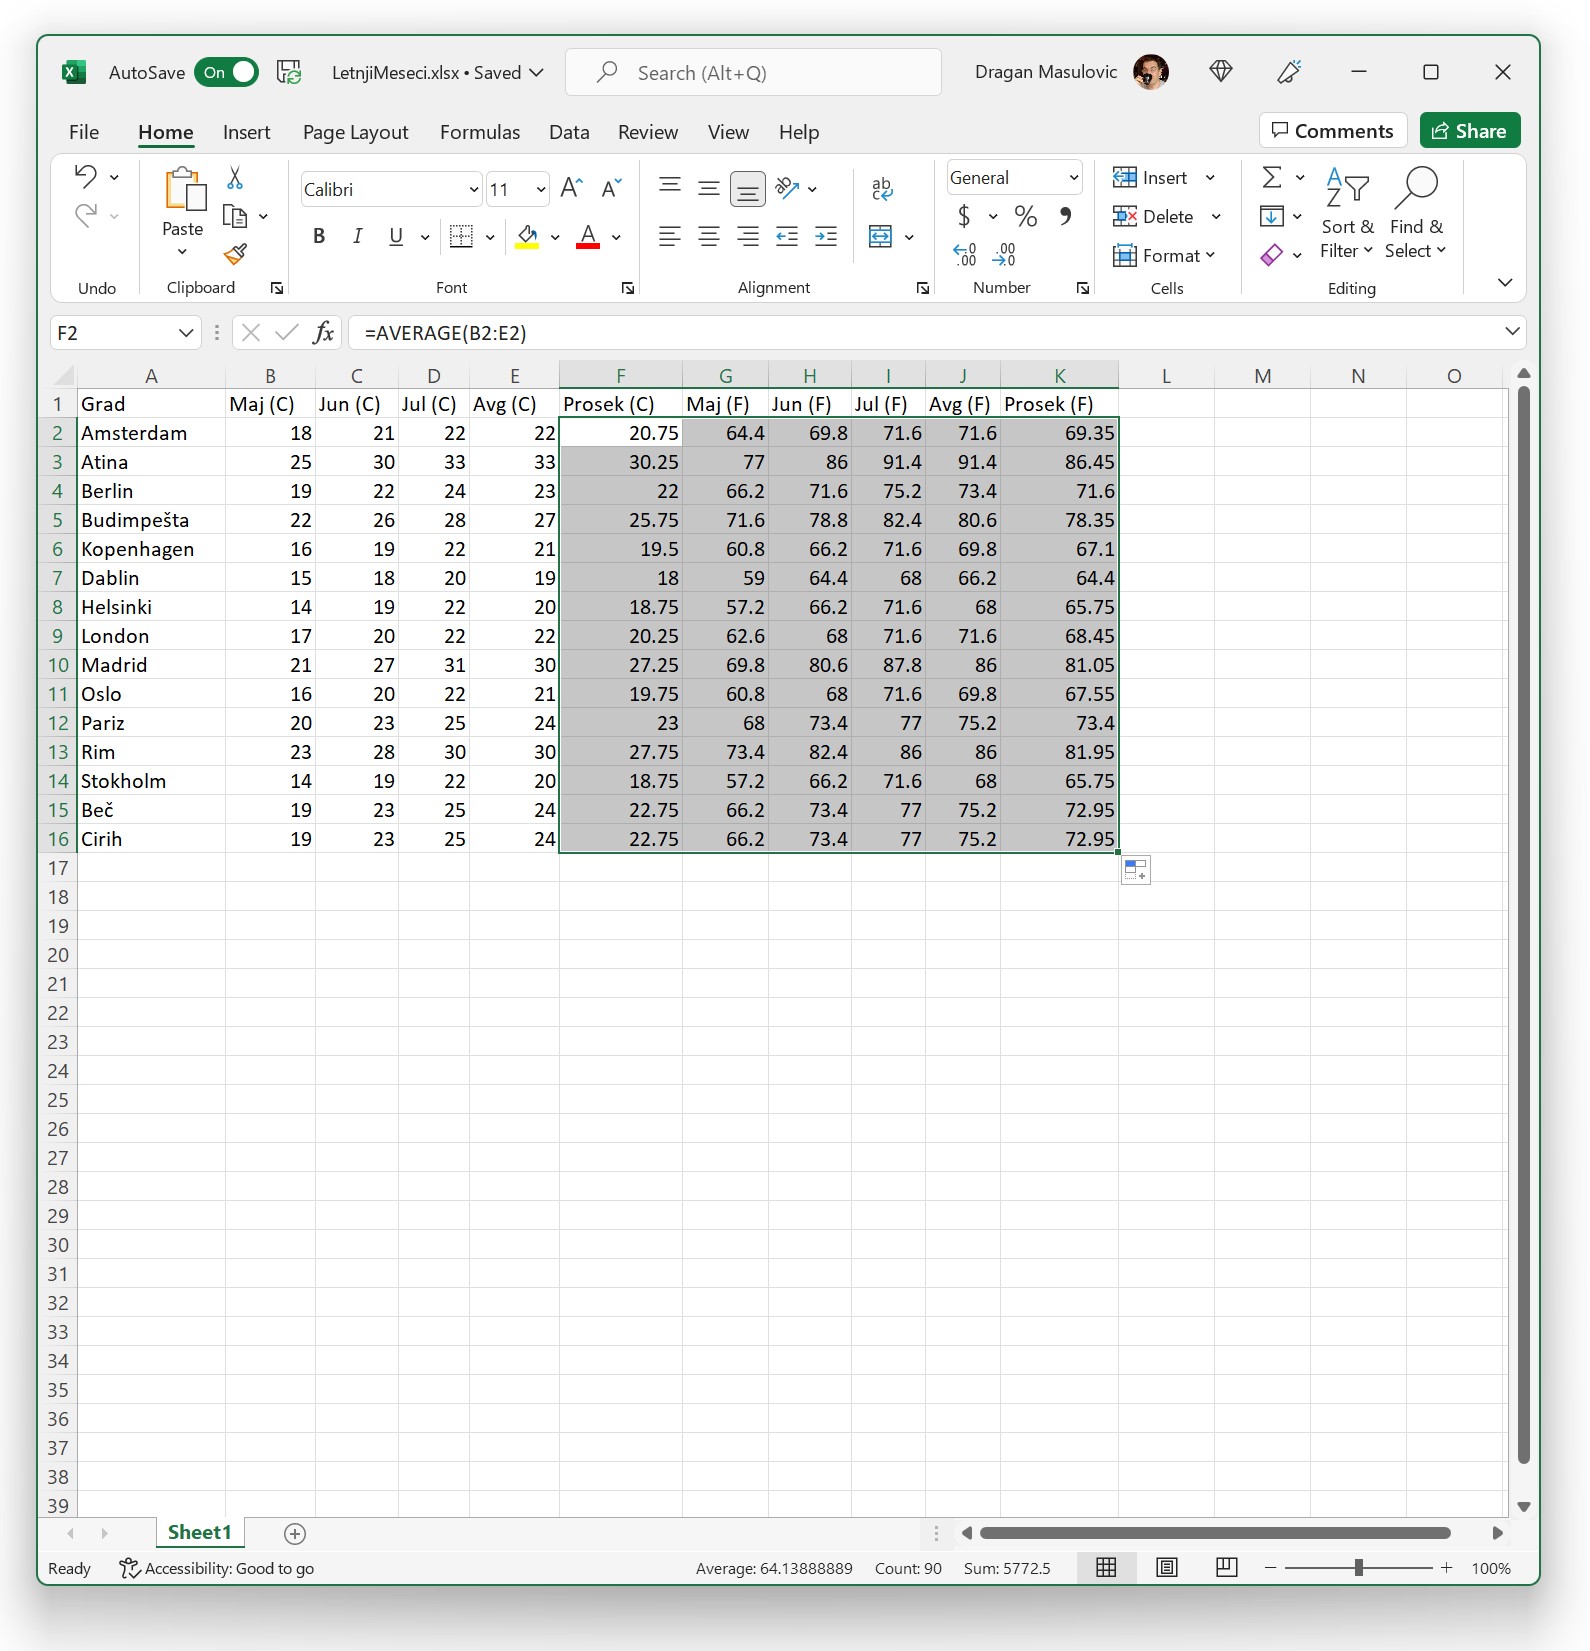 AutoSave On LetnjiMeseci.xlsx • Saved Search (Alt+Q) Dragan Masulovic
File Home Insert Page Layout Formulas Data Review View Help Comments Share
Calibri 11 General Insert
Paste B I U A ab c $ % Delete Sort & Filter Find & Select
Format
Undo Clipboard Font Alignment Number Cells Editing
F2 fx =AVERAGE(B2:E2)
A B C D E F G H I J K L M N O
1 Grad Maj (C) Jun (C) Jul (C) Avg (C) Prosek (C) Maj (F) Jun (F) Jul (F) Avg (F) Prosek (F)
2 Amsterdam 18 21 22 22 20.75 64.4 69.8 71.6 71.6 69.35
3 Atina 25 30 33 33 30.25 77 86 91.4 91.4 86.45
4 Berlin 19 22 24 23 22 66.2 71.6 75.2 73.4 71.6
5 Budimpešta 22 26 28 27 25.75 71.6 78.8 82.4 80.6 78.35
6 Kopenhagen 16 19 22 21 19.5 60.8 66.2 71.6 69.8 67.1
7 Dablin 15 18 20 19 18 59 64.4 68 66.2 64.4
8 Helsinki 14 19 22 20 18.75 57.2 66.2 71.6 68 65.75
9 London 17 20 22 22 20.25 62.6 68 71.6 71.6 68.45
10 Madrid 21 27 31 30 27.25 69.8 80.6 87.8 86 81.05
11 Oslo 16 20 22 21 19.75 60.8 68 71.6 69.8 67.55
12 Pariz 20 23 25 24 23 68 73.4 77 75.2 73.4
13 Rim 23 28 30 30 27.75 73.4 82.4 86 86 81.95
14 Stokholm 14 19 22 20 18.75 57.2 66.2 71.6 68 65.75
15 Beč 19 23 25 24 22.75 66.2 73.4 77 75.2 72.95
16 Cirih 19 23 25 24 22.75 66.2 73.4 77 75.2 72.95
17
18
19
20
21
22
23
24
25
26
27
28
29
30
31
32
33
34
35
36
37
38
39
Sheet1
Ready Accessibility: Good to go Average: 64.13888889 Count: 90 Sum: 5772.5 100%